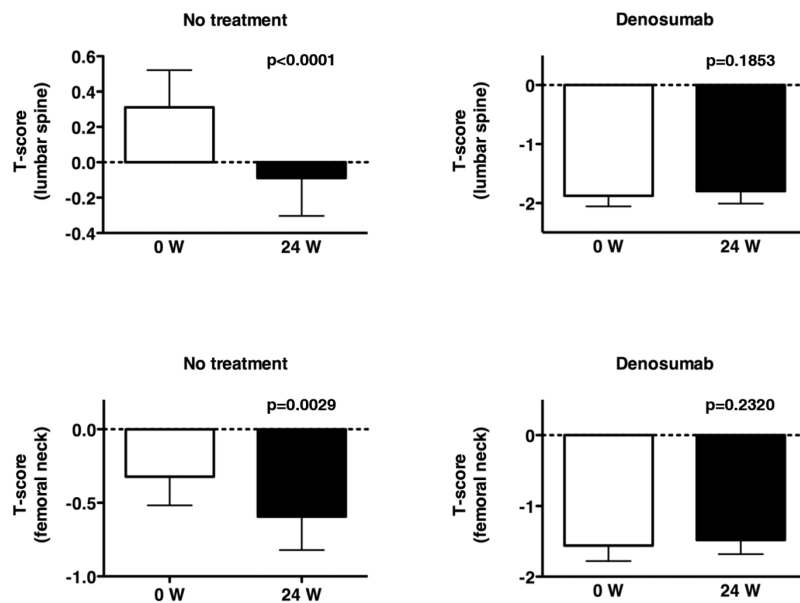 No treatment
p<0.0001
T-score
(lumbar spine)
0.6
0.4
0.2
0.0
-0.2
-0.4
0 W
24 W
Denosumab
p=0.1853
T-score
(lumbar spine)
0
-1
-2
0 W
24 W
No treatment
p=0.0029
T-score
(femoral neck)
0.0
-0.5
-1.0
0 W
24 W
Denosumab
p=0.2320
T-score
(femoral neck)
0
-1
-2
0 W
24 W